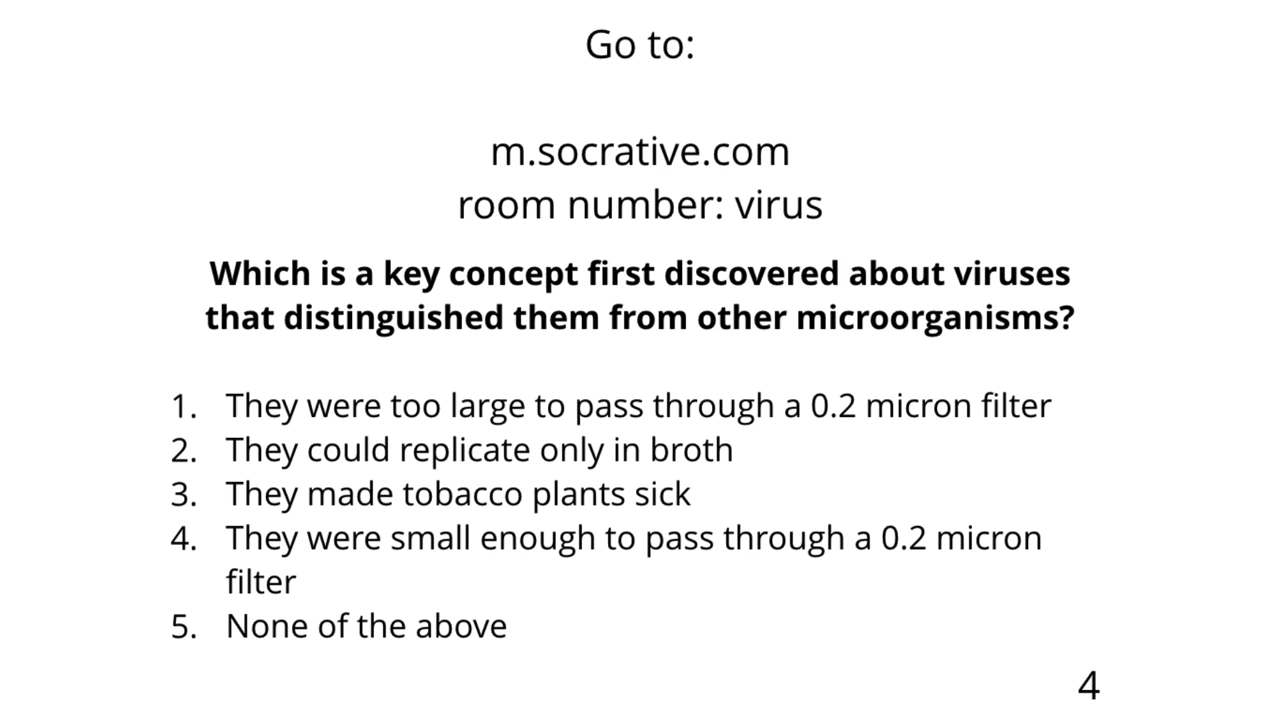 Go to:
m.socrative.com
room number: virus
Which is a key concept first discovered about viruses
that distinguished them from other microorganisms?
1. They were too large to pass through a 0.2 micron filter
2. They could replicate only in broth
3. They made tobacco plants sick
4. They were small enough to pass through a 0.2 micron
filter
5. None of the above
4